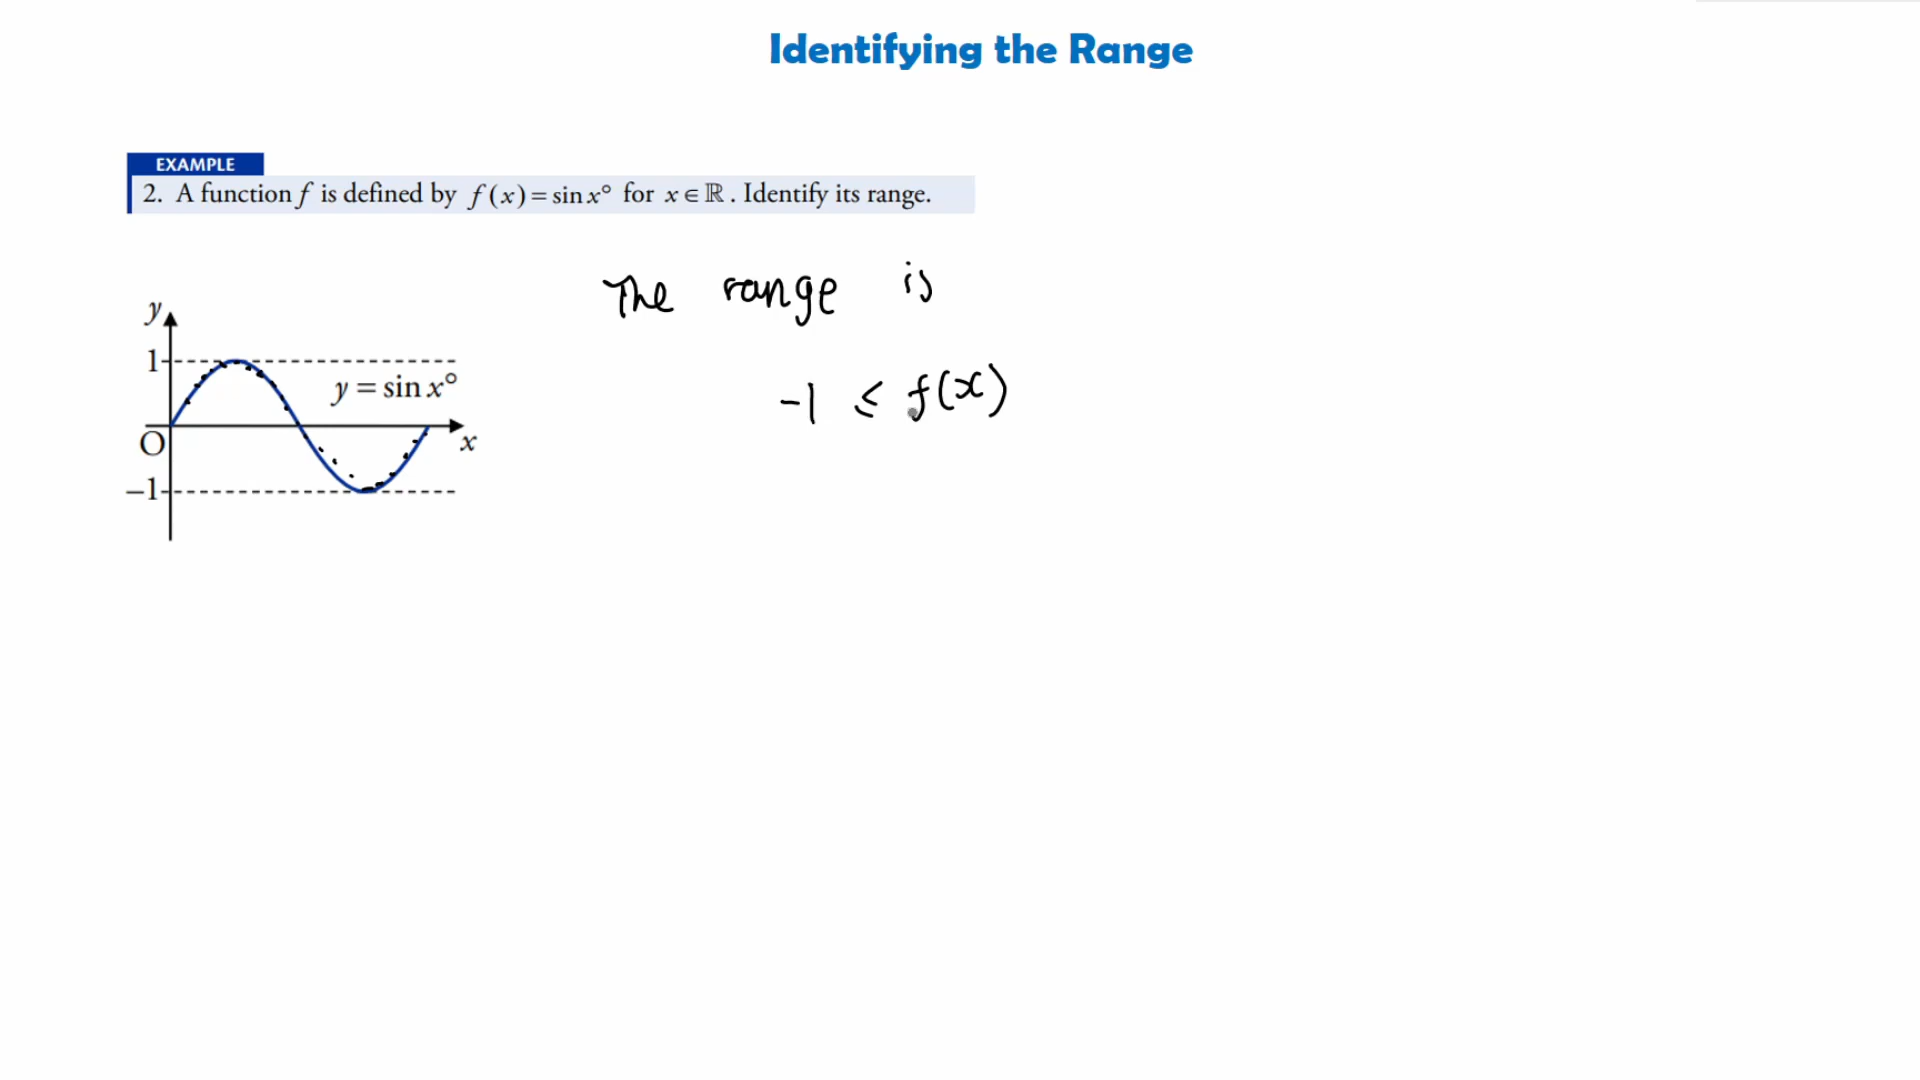 Identifying the Range
EXAMPLE
2. A function f is defined by f(x) = sin x° for x ∈ ℝ. Identify its range.
The range is
y
1
y = sin x°
-1 ≤ f(x)
O
x
–1